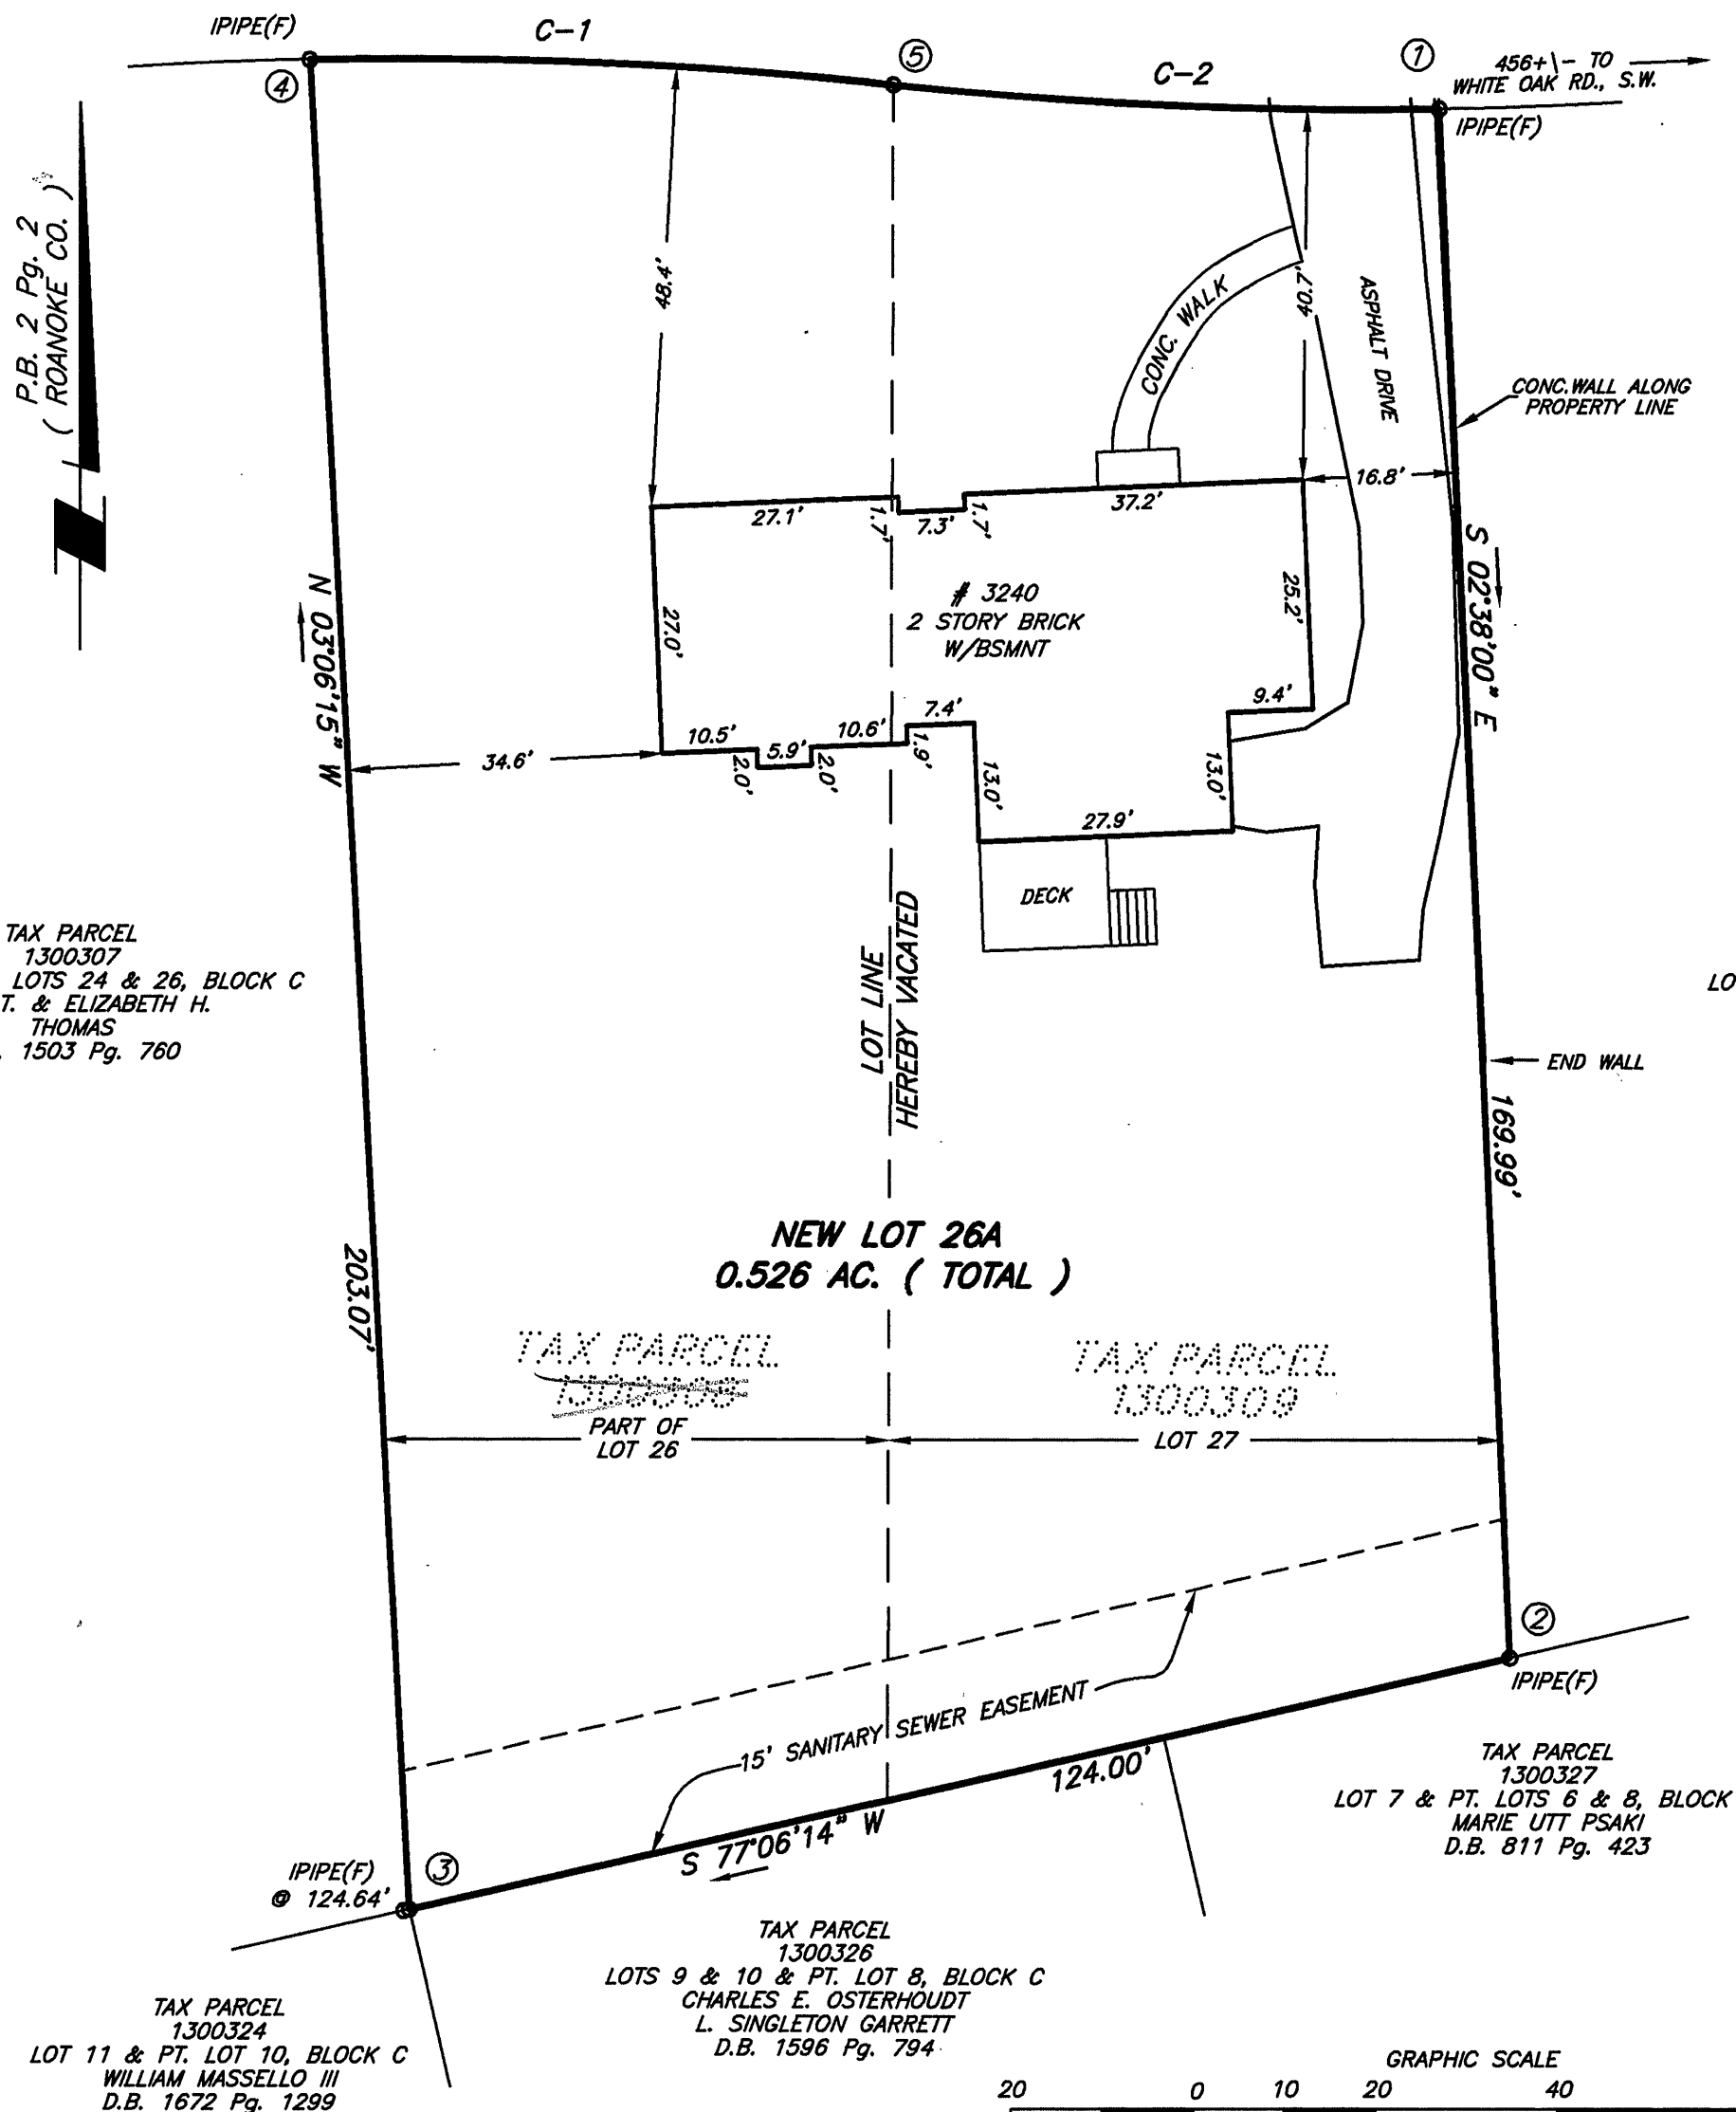 IPIPE(F)
C-1
④
⑤
C-2
①
456+\- TO
WHITE OAK RD., S.W.
IPIPE(F)
P.B. 2 Pg. 2
( ROANOKE CO. )
48.4'
CONC. WALK
40.7'
ASPHALT DRIVE
CONC. WALL ALONG
PROPERTY LINE
16.8'
27.1'
1.7'
7.3'
1.7'
37.2'
# 3240
2 STORY BRICK
W/BSMNT
27.0'
25.2'
N 03°06'15" W
S 02°38'00" E
34.6'
10.5'
2.0'
5.9'
2.0'
10.6'
1.9'
7.4'
13.0'
9.4'
13.0'
27.9'
DECK
LOT LINE
HEREBY VACATED
TAX PARCEL
1300307
LOTS 24 & 26, BLOCK C
T. & ELIZABETH H.
THOMAS
. 1503 Pg. 760
LO
END WALL
169.99'
203.07'
NEW LOT 26A
0.526 AC. ( TOTAL )
TAX PARCEL
PART OF
LOT 26
TAX PARCEL
1300309
LOT 27
②
IPIPE(F)
15' SANITARY SEWER EASEMENT
124.00'
S 77°06'14" W
IPIPE(F)
@ 124.64'
③
TAX PARCEL
1300327
LOT 7 & PT. LOTS 6 & 8, BLOCK
MARIE UTT PSAKI
D.B. 811 Pg. 423
TAX PARCEL
1300326
LOTS 9 & 10 & PT. LOT 8, BLOCK C
CHARLES E. OSTERHOUDT
L. SINGLETON GARRETT
D.B. 1596 Pg. 794
TAX PARCEL
1300324
LOT 11 & PT. LOT 10, BLOCK C
WILLIAM MASSELLO III
D.B. 1672 Pg. 1299
GRAPHIC SCALE
20 0 10 20 40